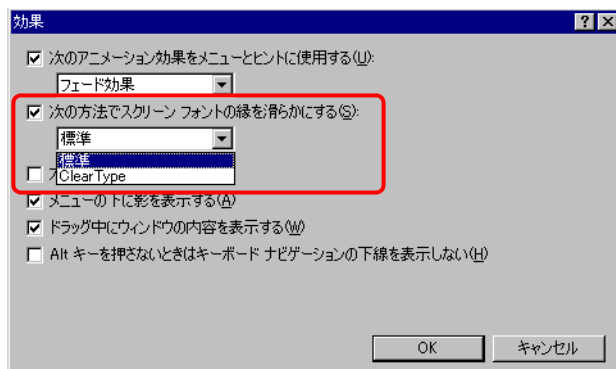 効果
次のアニメーション効果をメニューとヒントに使用する(U):
フェード効果
次の方法でスクリーン フォントの縁を滑らかにする(S):
標準
標準
ClearType
メニューの下に影を表示する(A)
ドラッグ中にウィンドウの内容を表示する(W)
Alt キーを押さないときはキーボード ナビゲーションの下線を表示しない(H)
OK キャンセル